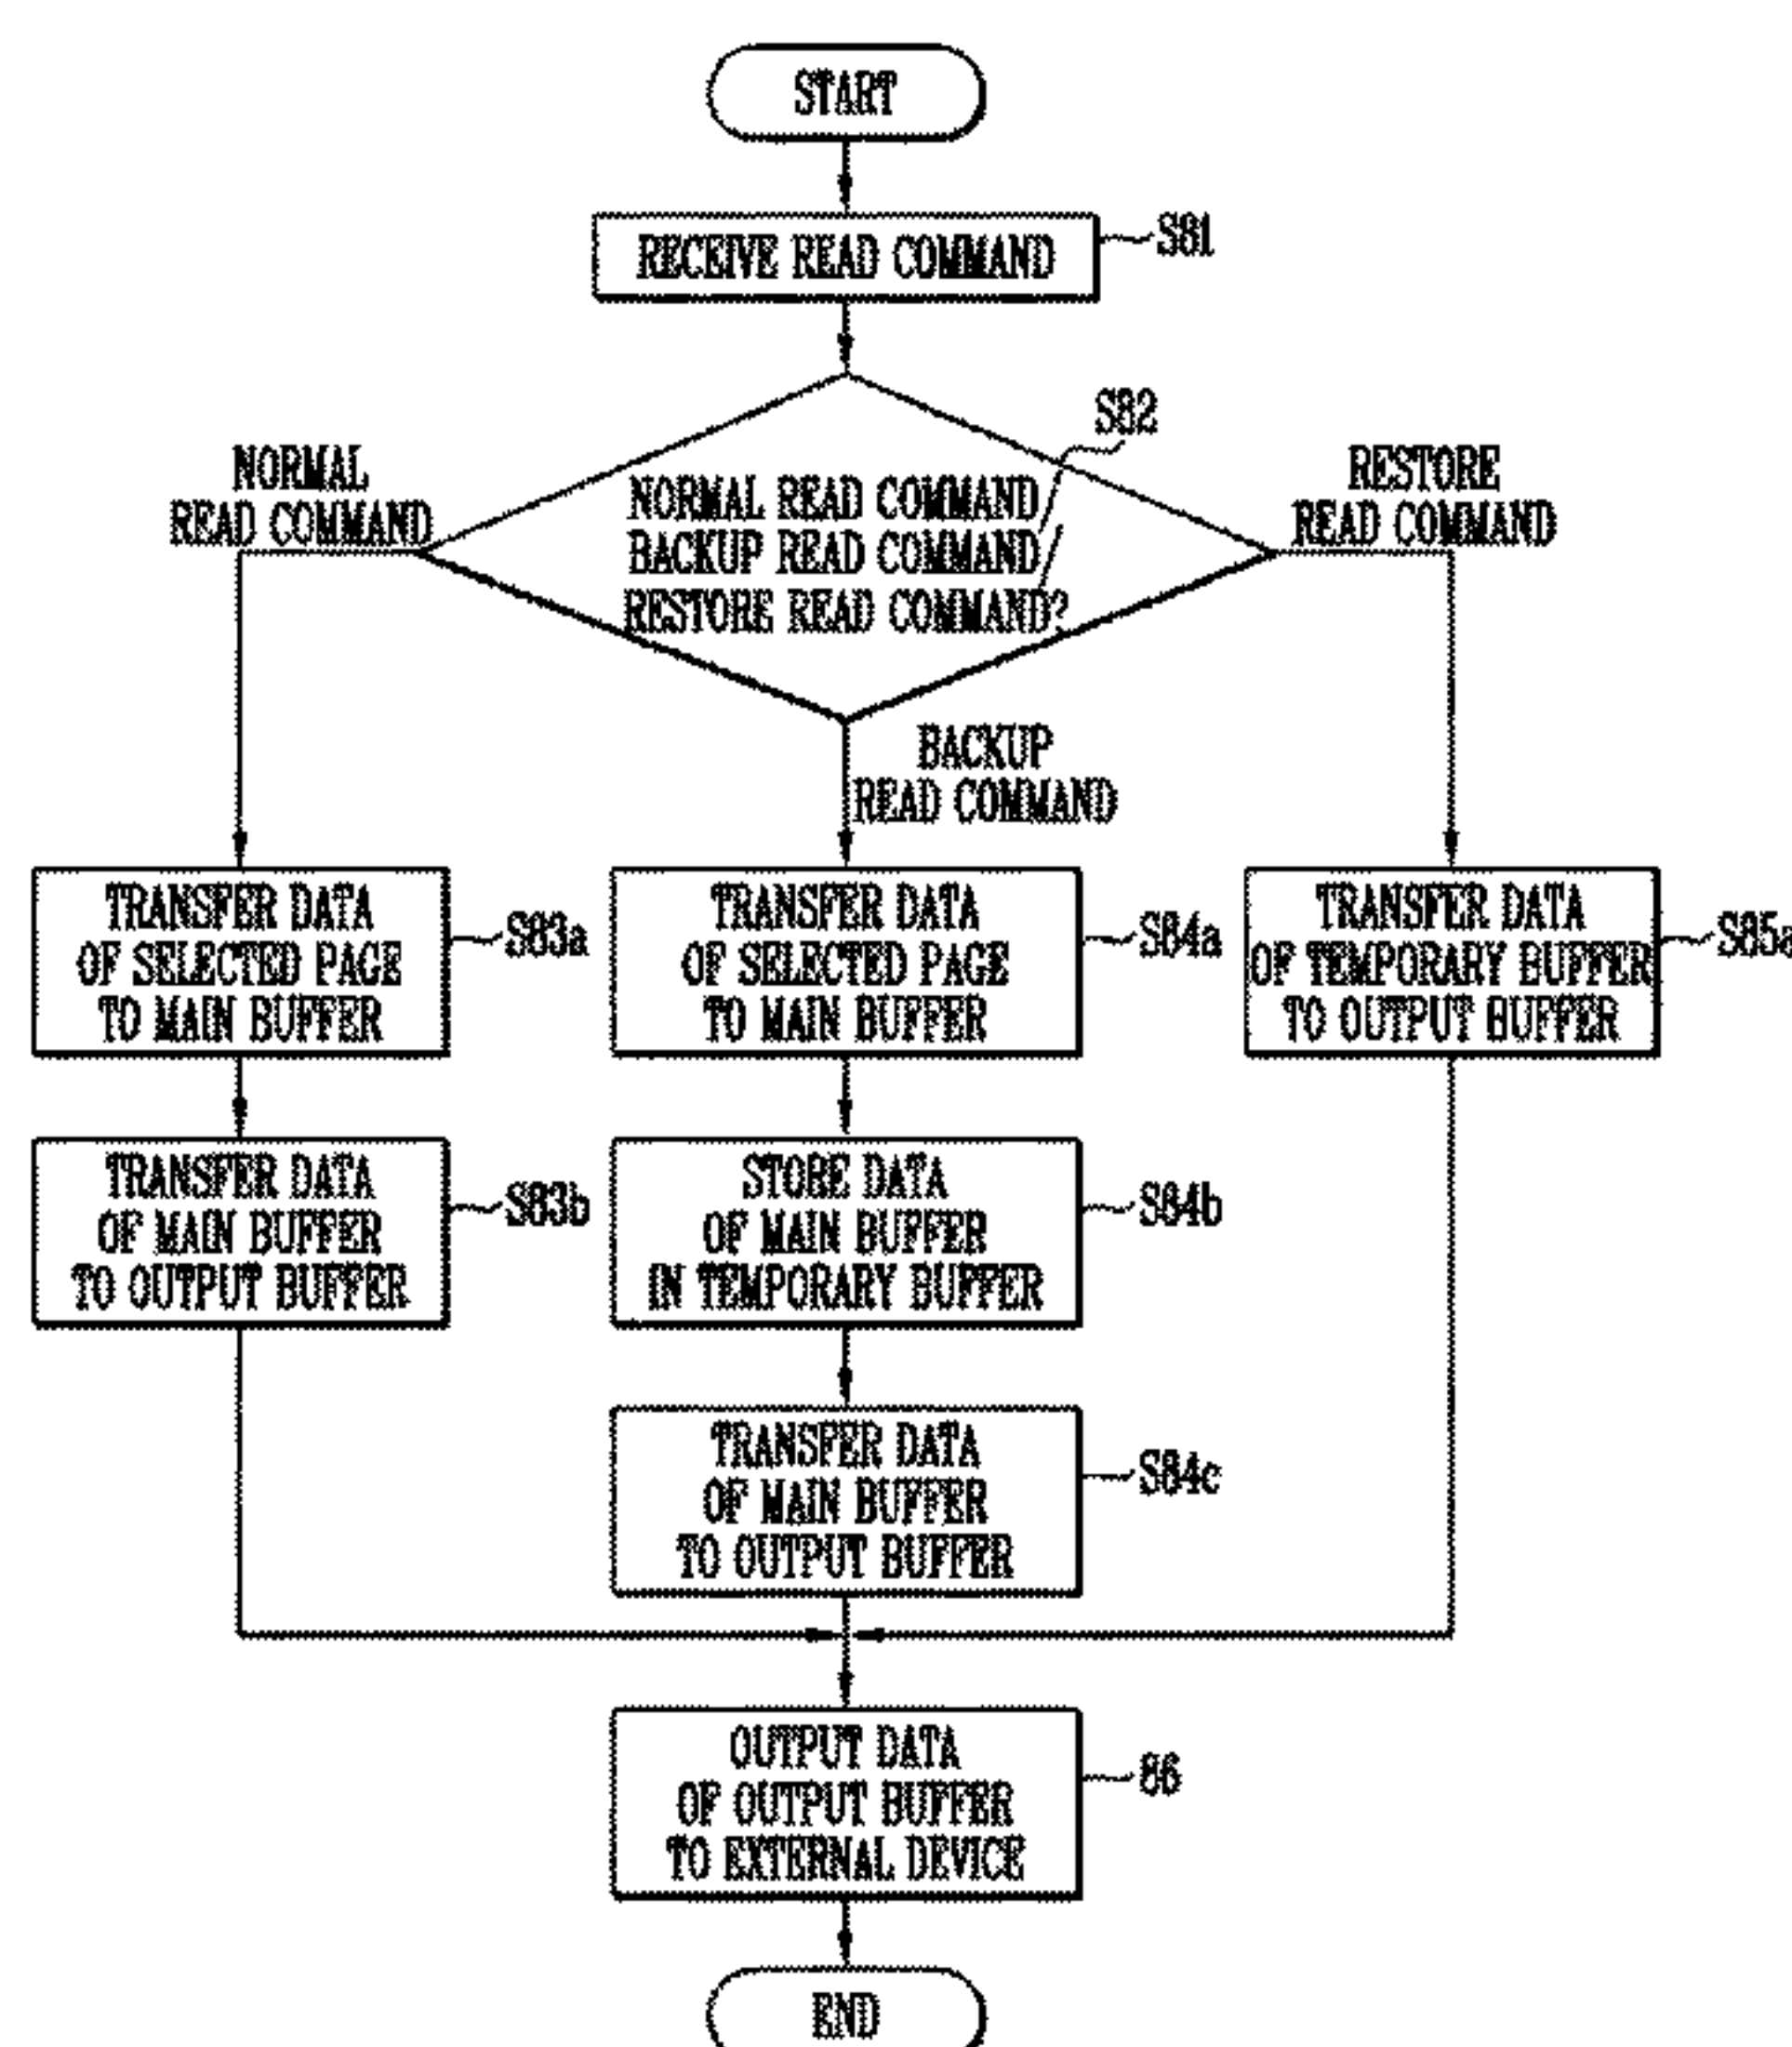 START
RECEIVE READ COMMAND
S81
S82
NORMAL
READ COMMAND
NORMAL READ COMMAND/
BACKUP READ COMMAND/
RESTORE READ COMMAND?
RESTORE
READ COMMAND
BACKUP
READ COMMAND
TRANSFER DATA
OF SELECTED PAGE
TO MAIN BUFFER
S83a
TRANSFER DATA
OF SELECTED PAGE
TO MAIN BUFFER
S84a
TRANSFER DATA
OF TEMPORARY BUFFER
TO OUTPUT BUFFER
S85a
TRANSFER DATA
OF MAIN BUFFER
TO OUTPUT BUFFER
S83b
STORE DATA
OF MAIN BUFFER
IN TEMPORARY BUFFER
S84b
TRANSFER DATA
OF MAIN BUFFER
TO OUTPUT BUFFER
S84c
OUTPUT DATA
OF OUTPUT BUFFER
TO EXTERNAL DEVICE
86
END